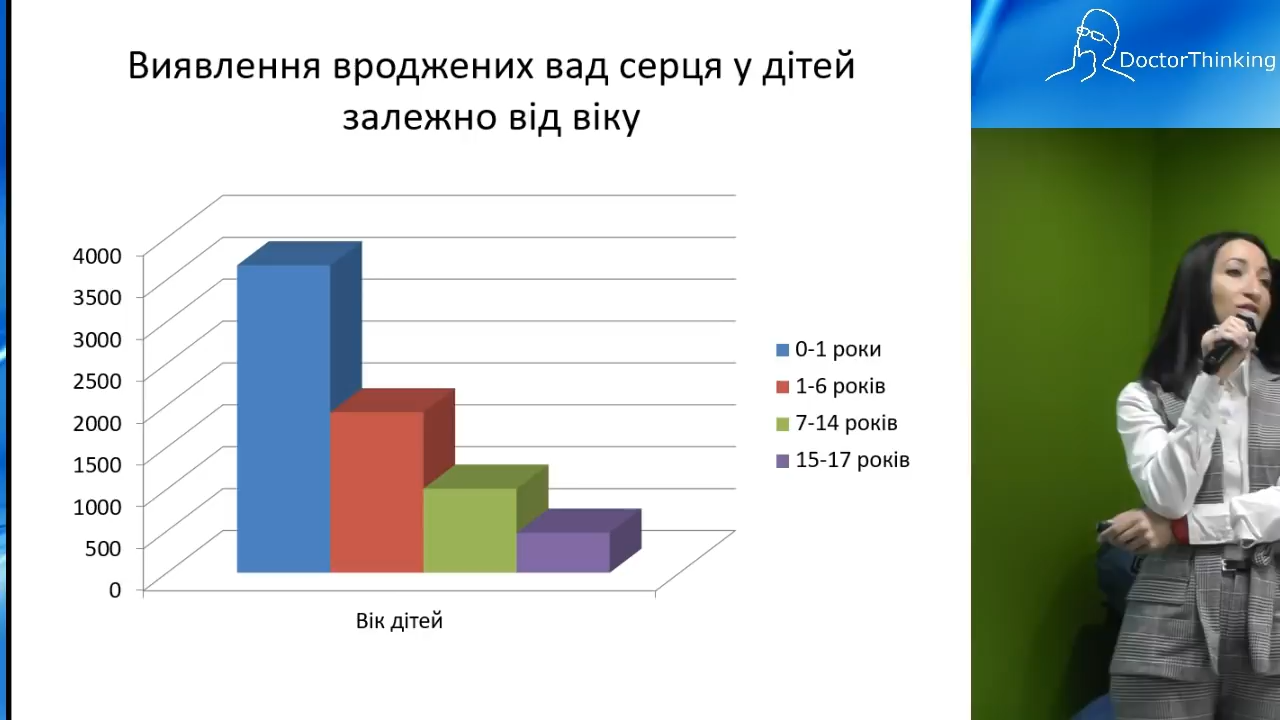 Виявлення вроджених вад серця у дітей
залежно від віку
4000
3500
3000
2500
2000
1500
1000
500
0
Вік дітей
0-1 роки
1-6 років
7-14 років
15-17 років
DoctorThinking